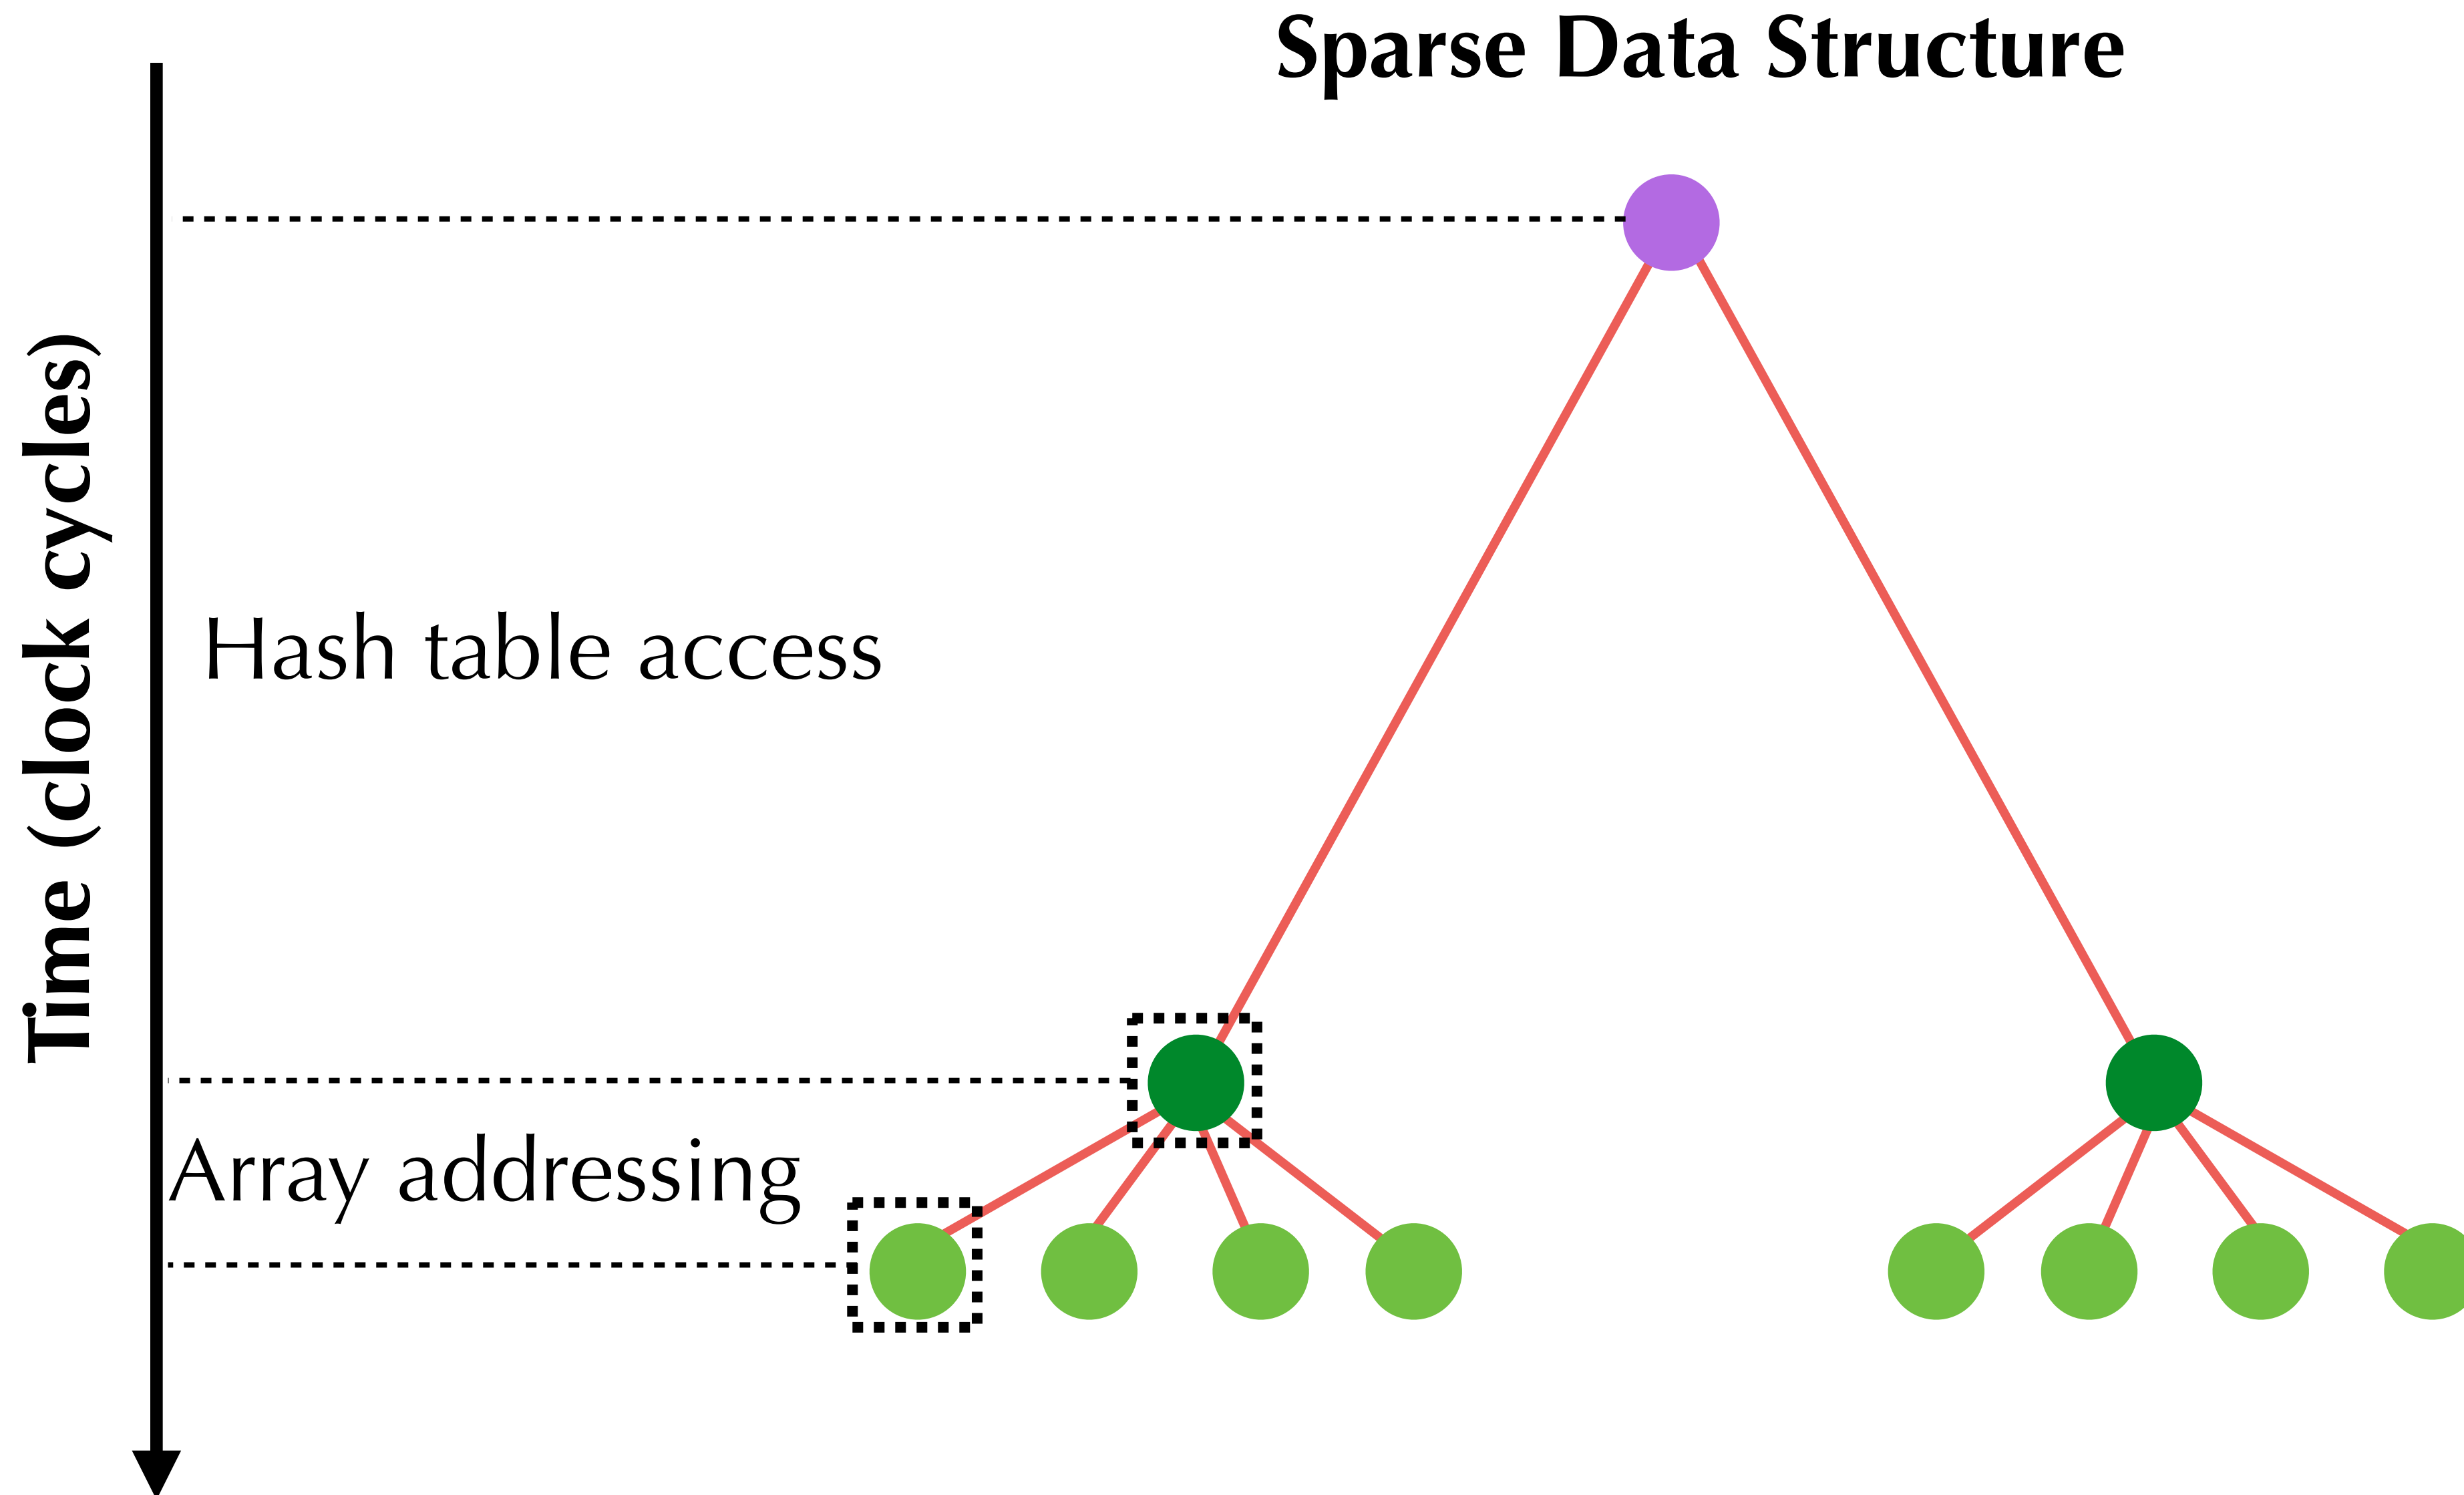 Sparse Data Structure
Time (clock cycles)
Hash table access
Array addressing